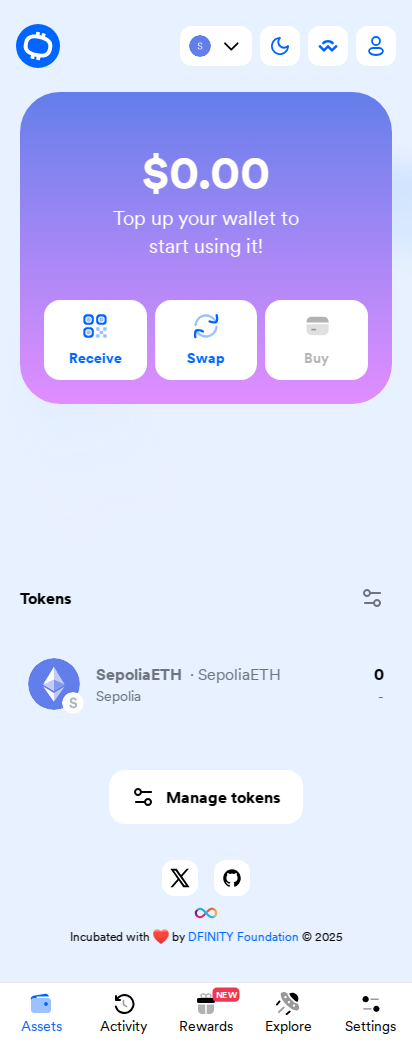 S
$0.00
Top up your wallet to
start using it!
Receive Swap Buy
Tokens
SepoliaETH · SepoliaETH 0
Sepolia -
S
Manage tokens
Incubated with ❤️ by DFINITY Foundation © 2025
NEW
Assets Activity Rewards Explore Settings